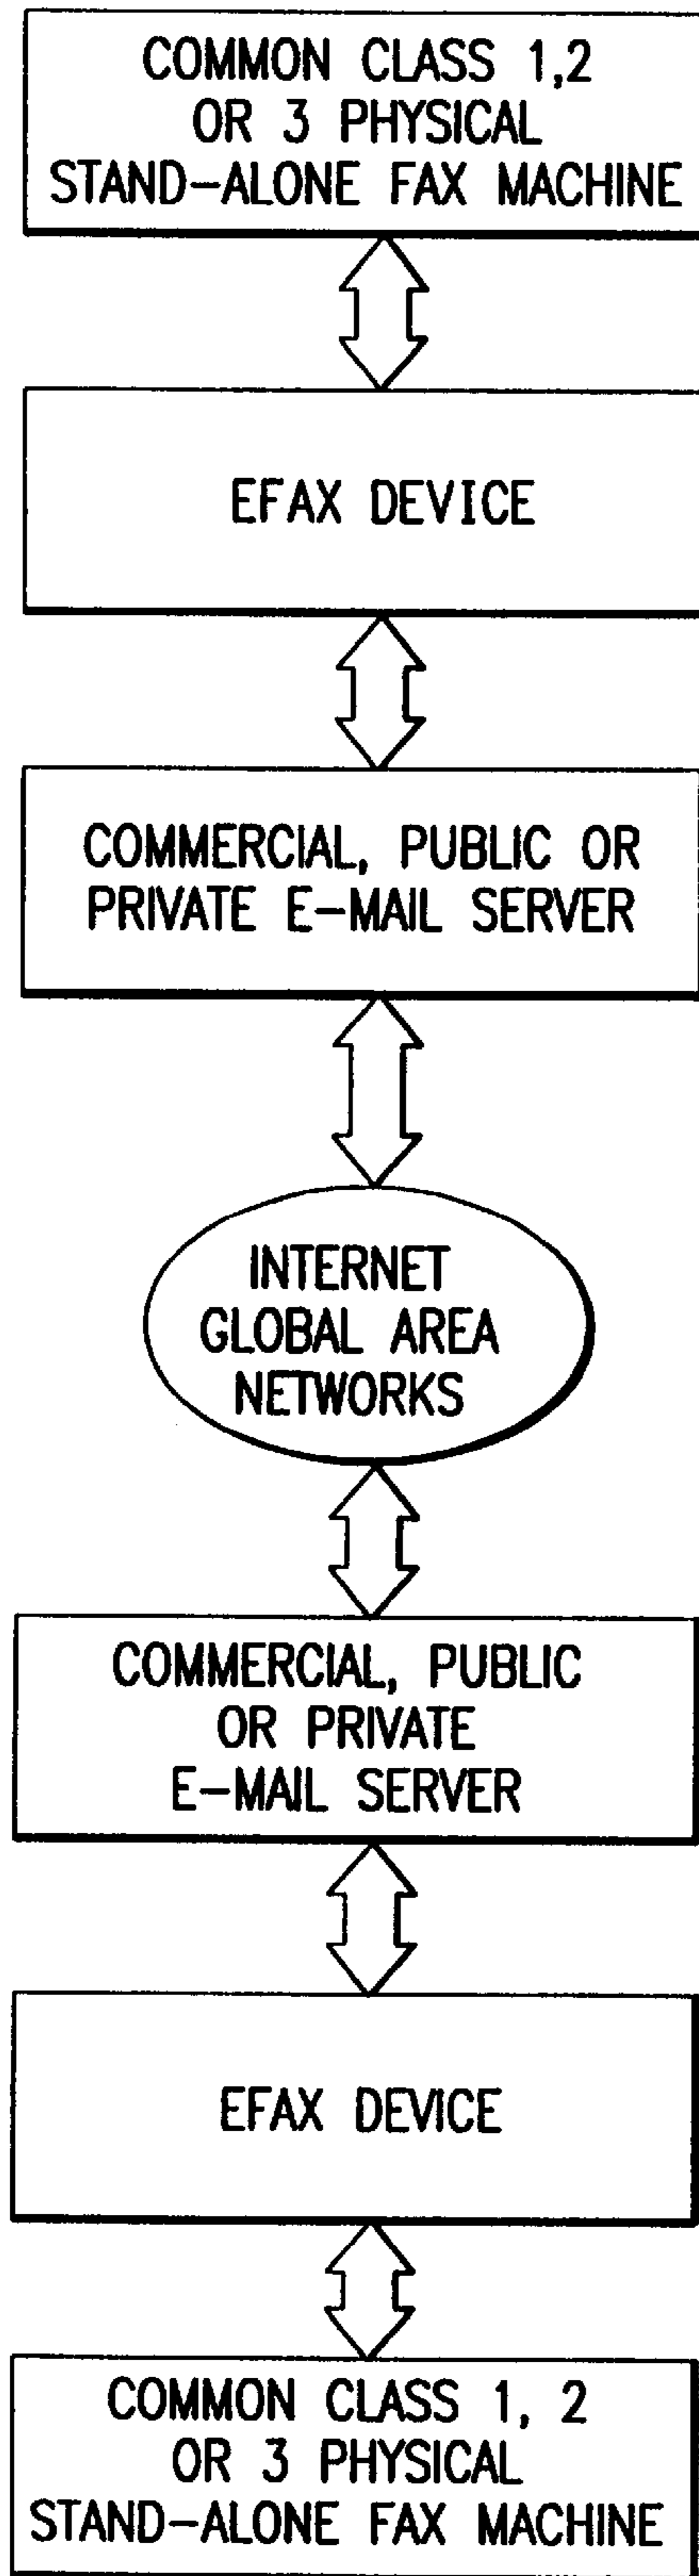 COMMON CLASS 1,2
OR 3 PHYSICAL
STAND-ALONE FAX MACHINE
EFAX DEVICE
COMMERCIAL, PUBLIC OR
PRIVATE E-MAIL SERVER
INTERNET
GLOBAL AREA
NETWORKS
COMMERCIAL, PUBLIC
OR PRIVATE
E-MAIL SERVER
EFAX DEVICE
COMMON CLASS 1, 2
OR 3 PHYSICAL
STAND-ALONE FAX MACHINE